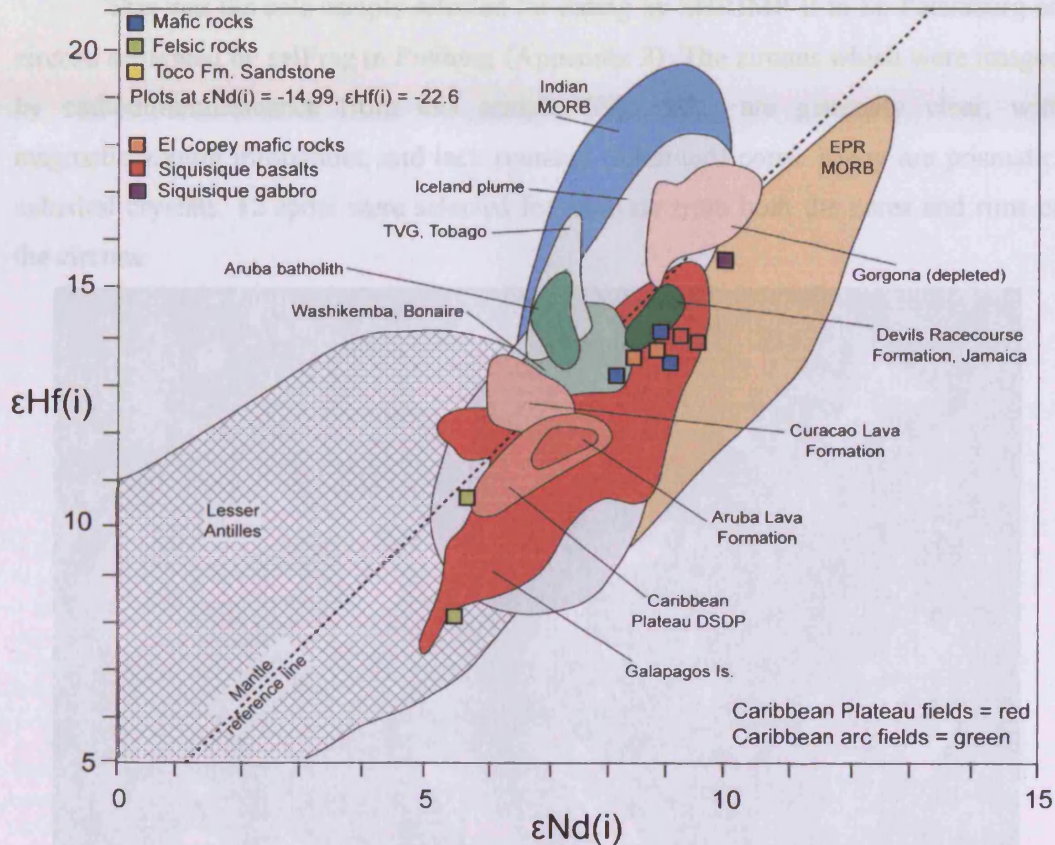 20
15
10
5
εHf(i)
Mafic rocks
Felsic rocks
Toco Fm. Sandstone
Plots at εNd(i) = -14.99, εHf(i) = -22.6
El Copey mafic rocks
Siquisique basalts
Siquisique gabbro
Indian
MORB
EPR
MORB
Iceland plume
TVG, Tobago
Aruba batholith
Washikemba, Bonaire
Gorgona (depleted)
Devils Racecourse
Formation, Jamaica
Curacao Lava
Formation
Lesser
Antilles
Aruba Lava
Formation
Caribbean
Plateau DSDP
Galapagos Is.
Mantle
reference line
Caribbean Plateau fields = red
Caribbean arc fields = green
0
5
10
15
εNd(i)